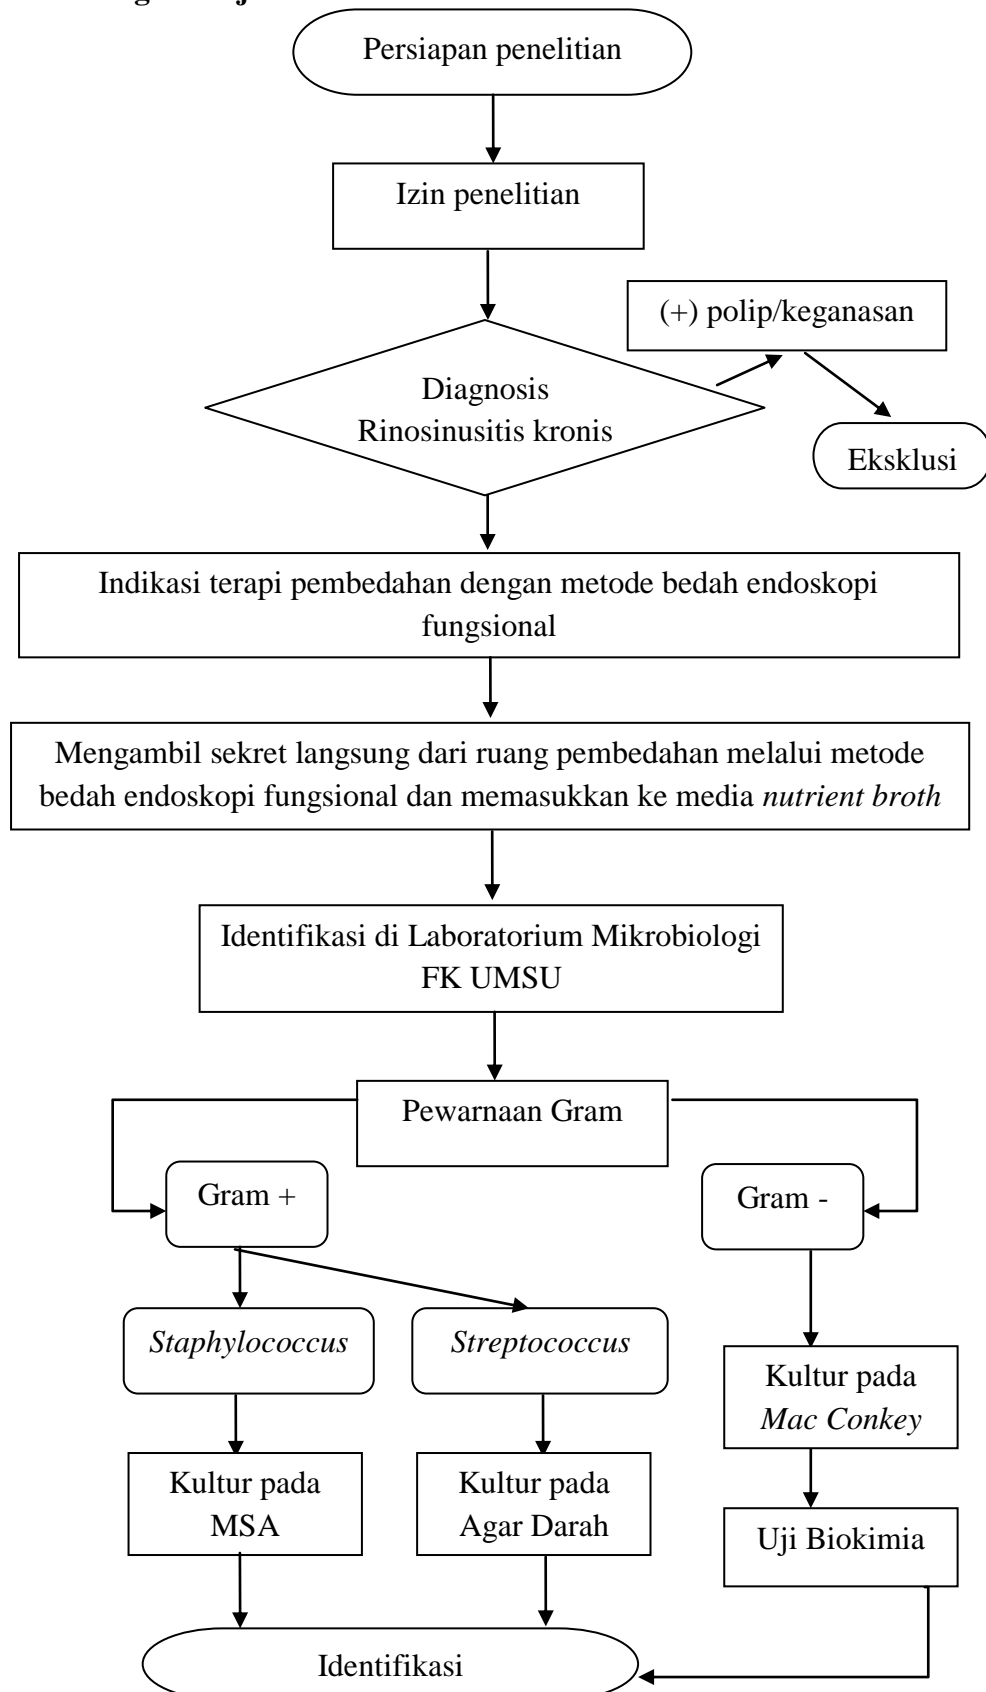 Persiapan penelitian
Izin penelitian
(+) polip/keganasan
Diagnosis
Rinosinusitis kronis
Eksklusi
Indikasi terapi pembedahan dengan metode bedah endoskopi
fungsional
Mengambil sekret langsung dari ruang pembedahan melalui metode
bedah endoskopi fungsional dan memasukkan ke media nutrient broth
Identifikasi di Laboratorium Mikrobiologi
FK UMSU
Pewarnaan Gram
Gram +
Gram -
Staphylococcus
Streptococcus
Kultur pada
Mac Conkey
Kultur pada
MSA
Kultur pada
Agar Darah
Uji Biokimia
Identifikasi